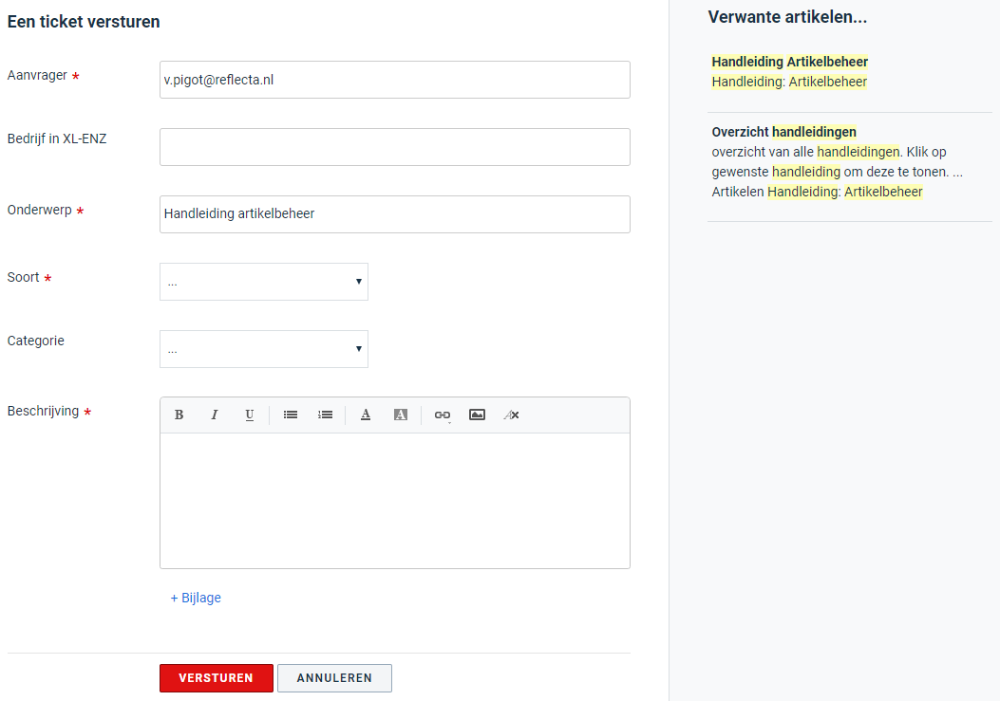 Een ticket versturen
Aanvrager *
v.pigot@reflecta.nl
Bedrijf in XL-ENZ
Onderwerp *
Handleiding artikelbeheer
Soort *
...
Categorie
...
Beschrijving *
B I U A A
+ Bijlage
VERSTUREN ANNULEREN
Verwante artikelen...
Handleiding Artikelbeheer
Handleiding: Artikelbeheer
Overzicht handleidingen
overzicht van alle handleidingen. Klik op
gewenste handleiding om deze te tonen. ...
Artikelen Handleiding: Artikelbeheer